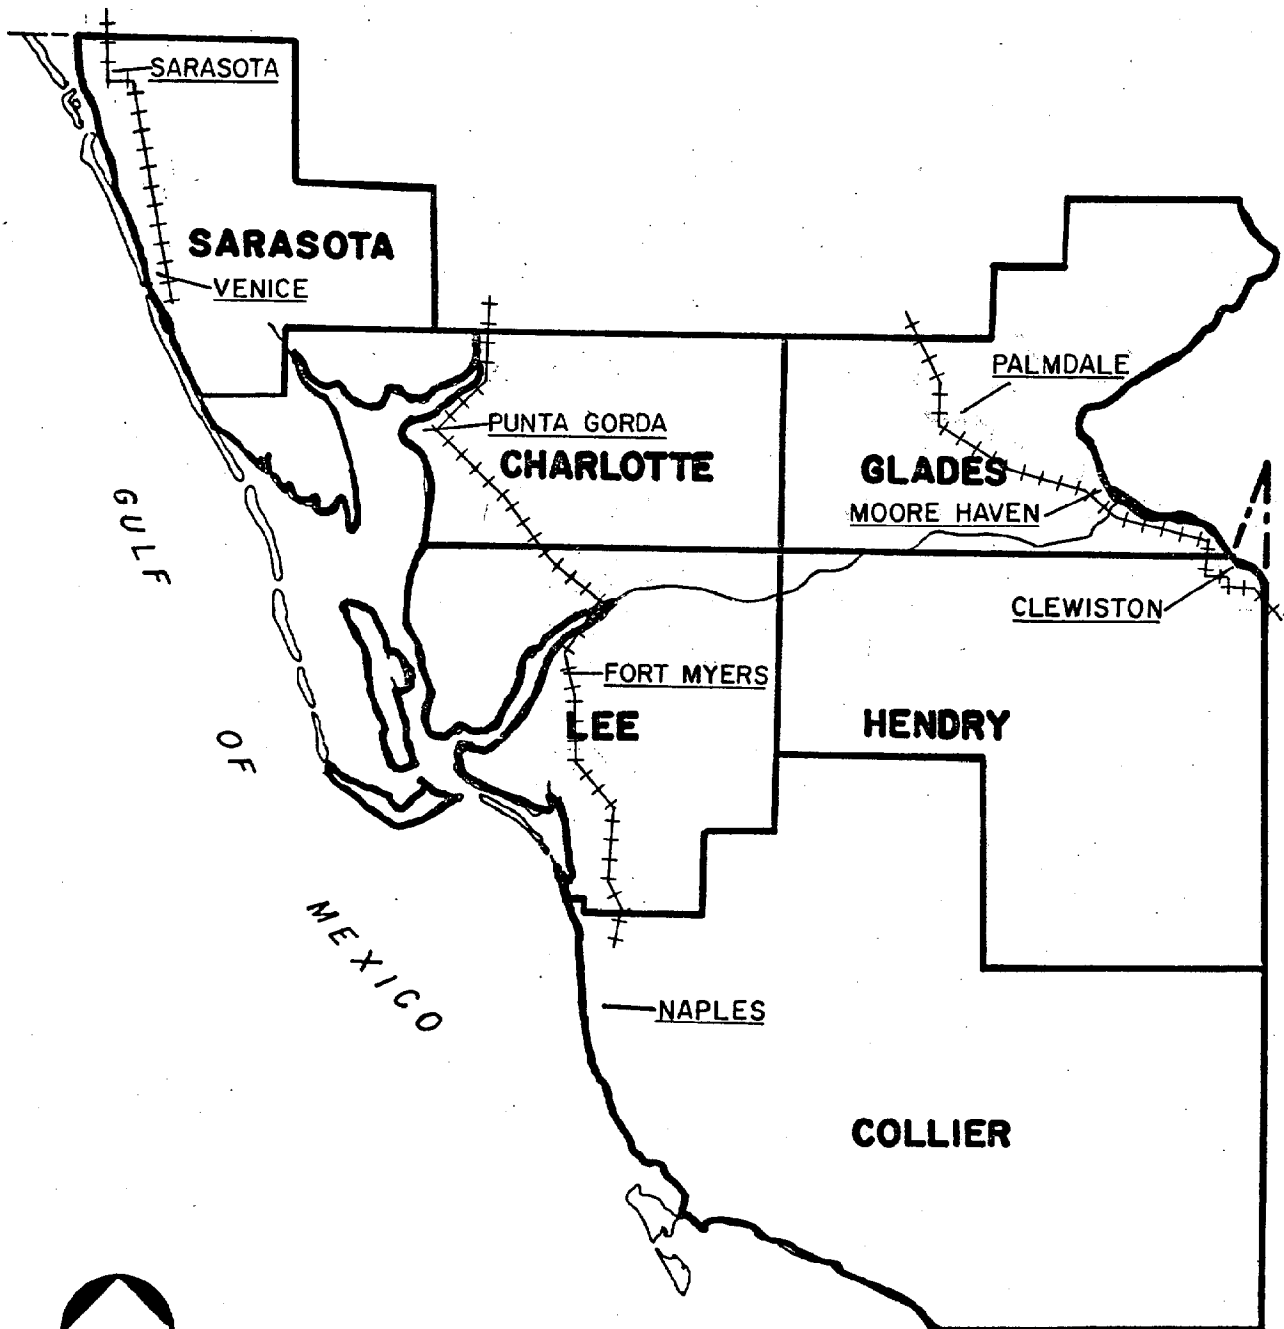 SARASOTA
SARASOTA
VENICE
PALMDALE
PUNTA GORDA
CHARLOTTE
GLADES
MOORE HAVEN
GULF
OF
MEXICO
CLEWISTON
FORT MYERS
LEE
HENDRY
NAPLES
COLLIER